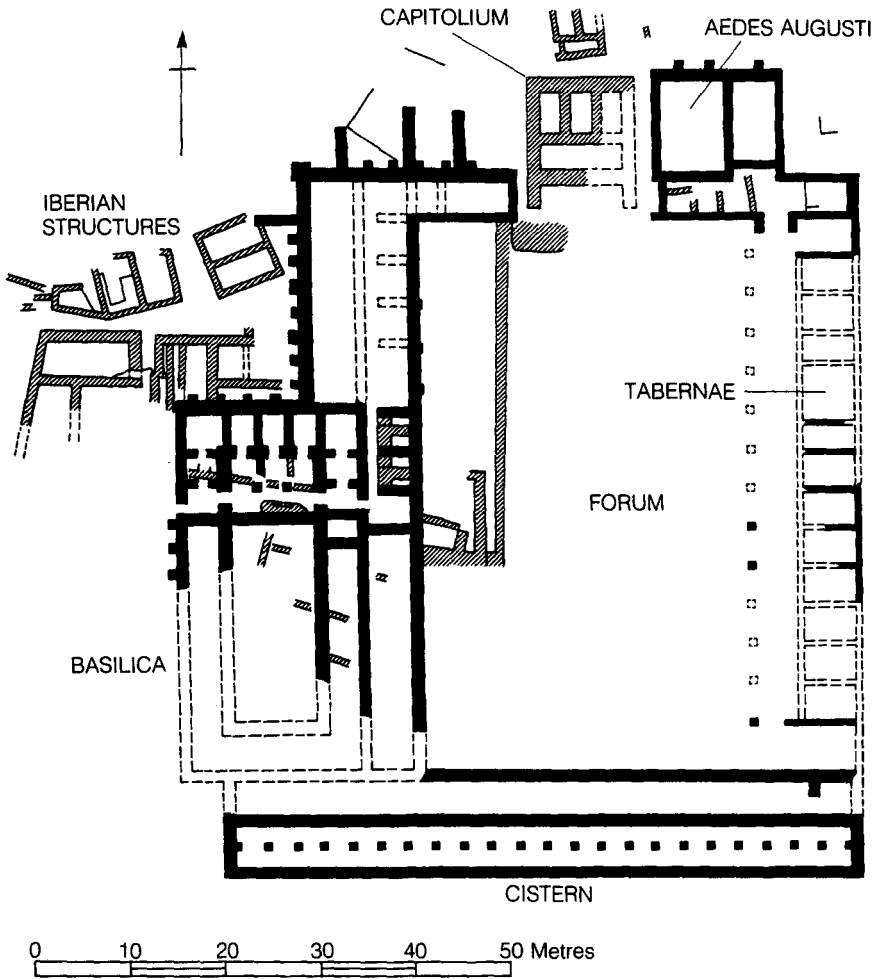 CAPITOLIUM
AEDES AUGUSTI
IBERIAN
STRUCTURES
TABERNAE
FORUM
BASILICA
CISTERN
0 10 20 30 40 50 Metres